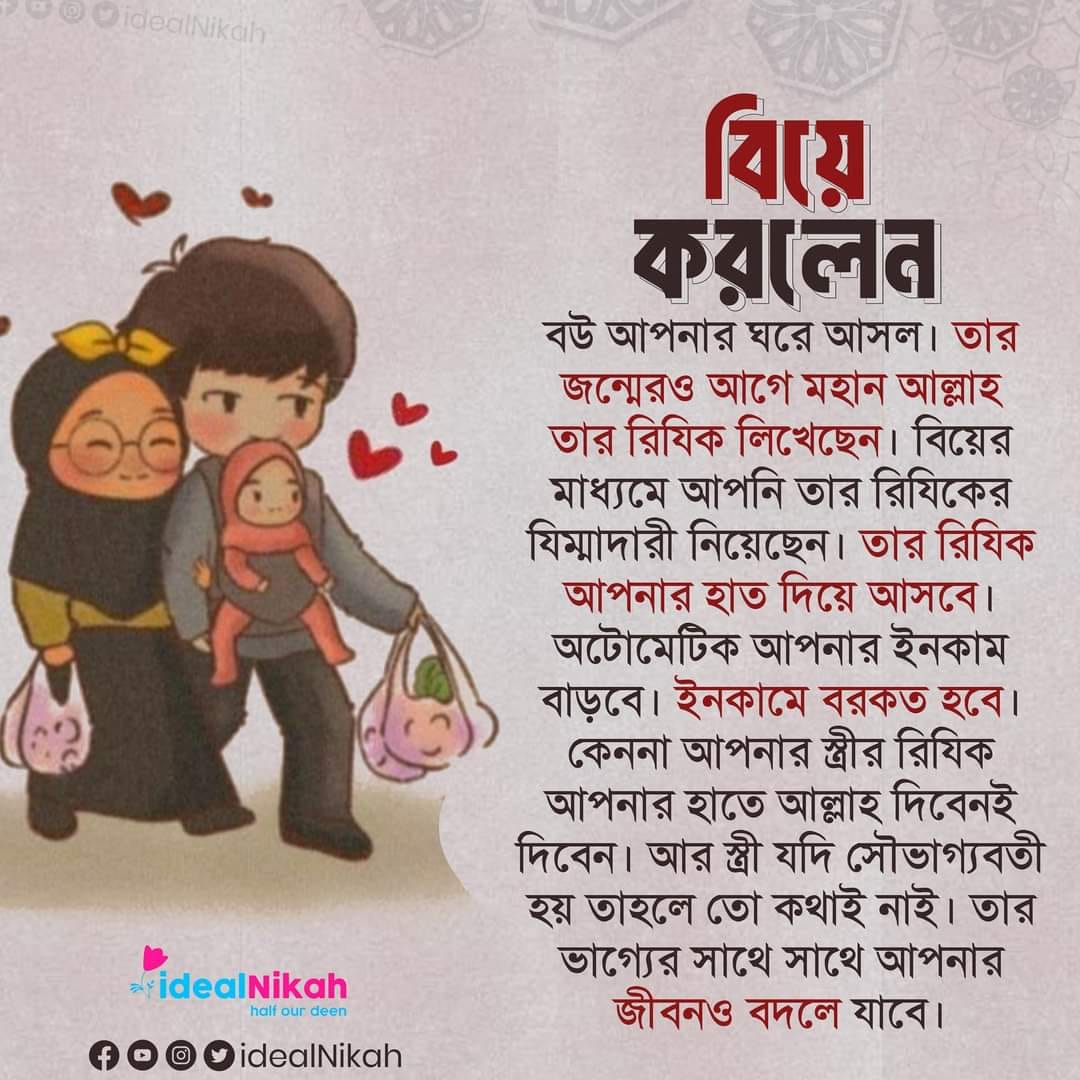 idealNikah
বিয়ে
করলেন
বউ আপনার ঘরে আসল। তার
জন্মেরও আগে মহান আল্লাহ
তার রিযিক লিখেছেন। বিয়ের
মাধ্যমে আপনি তার রিযিকের
যিম্মাদারী নিয়েছেন। তার রিযিক
আপনার হাত দিয়ে আসবে।
অটোমেটিক আপনার ইনকাম
বাড়বে। ইনকামে বরকত হবে।
কেননা আপনার স্ত্রীর রিযিক
আপনার হাতে আল্লাহ দিবেনই
দিবেন। আর স্ত্রী যদি সৌভাগ্যবতী
হয় তাহলে তো কথাই নাই। তার
ভাগ্যের সাথে সাথে আপনার
জীবনও বদলে যাবে।
idealNikah
half our deen
idealNikah